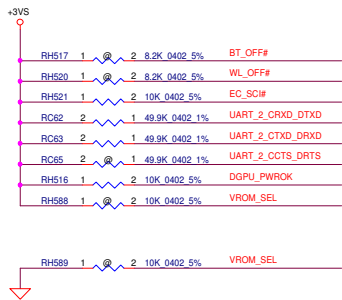 +3VS
RH517 1 @ 2 8.2K_0402_5% BT_OFF#
RH520 1 @ 2 8.2K_0402_5% WL_OFF#
RH521 1 2 10K_0402_5% EC_SCI#
RC62 2 1 49.9K_0402_1% UART_2_CRXD_DTXD
RC63 2 1 49.9K_0402_1% UART_2_CTXD_DRXD
RC65 2 @ 1 49.9K_0402_1% UART_2_CCTS_DRTS
RH516 1 2 10K_0402_5% DGPU_PWROK
RH588 1 @ 2 10K_0402_5% VROM_SEL
RH589 1 @ 2 10K_0402_5% VROM_SEL